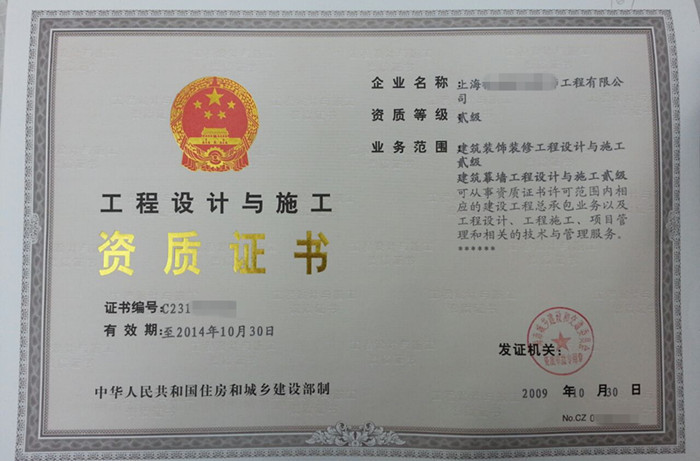 工程设计与施工
资质证书
证书编号:C231
有效期:至2014年10月30日
中华人民共和国住房和城乡建设部制
企业名称 上海
工程有限公司
资质等级 贰级
业务范围 建筑装饰装修工程设计与施工
贰级
建筑幕墙工程设计与施工贰级
可从事资质证书许可范围内相
应的建设工程总承包业务以及
工程设计、工程施工、项目管
理和相关的技术与管理服务。
******
发证机关:
2009 年10 月30 日
No.CZ 0